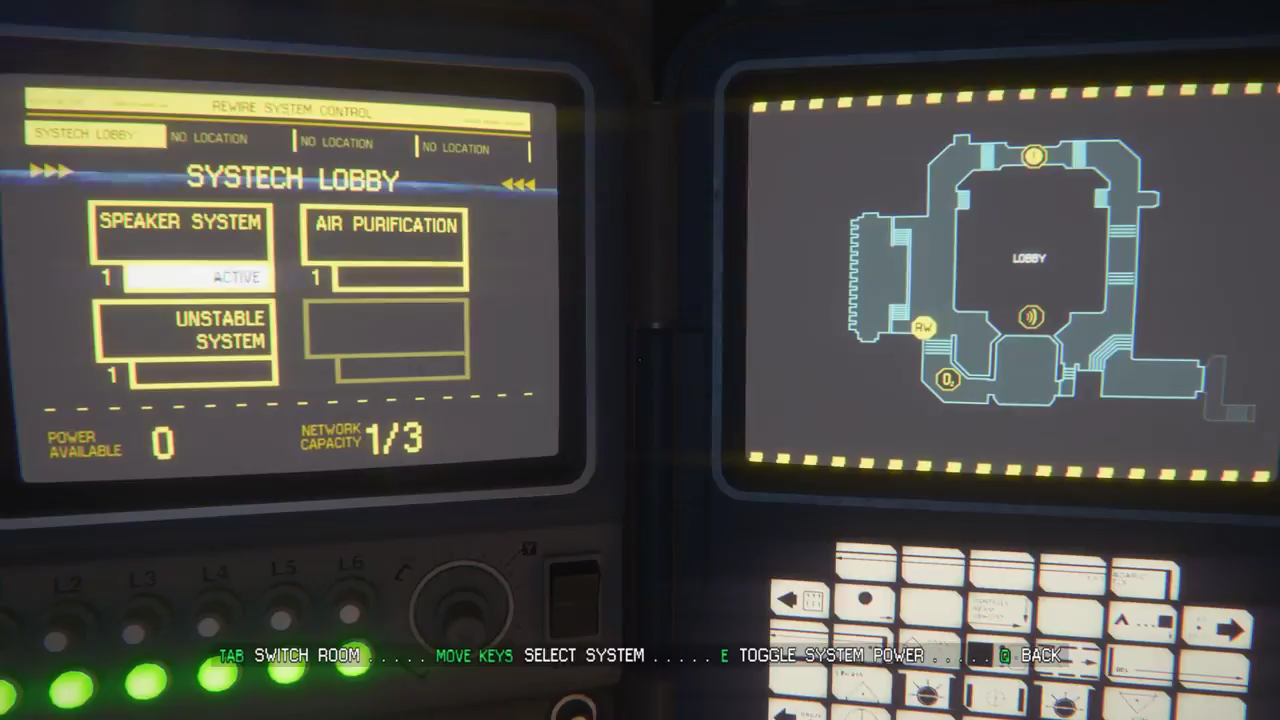 REWIRE SYSTEM CONTROL
SYSTECH LOBBY NO LOCATION NO LOCATION NO LOCATION
SYSTECH LOBBY
SPEAKER SYSTEM
1 ACTIVE
AIR PURIFICATION
1
UNSTABLE
SYSTEM
1
POWER
AVAILABLE 0
NETWORK
CAPACITY 1/3
LOBBY
RW
O2
L2 L3 L4 L5 L6
Y
TAB SWITCH ROOM ..... MOVE KEYS SELECT SYSTEM ..... E TOGGLE SYSTEM POWER ..... Q BACK